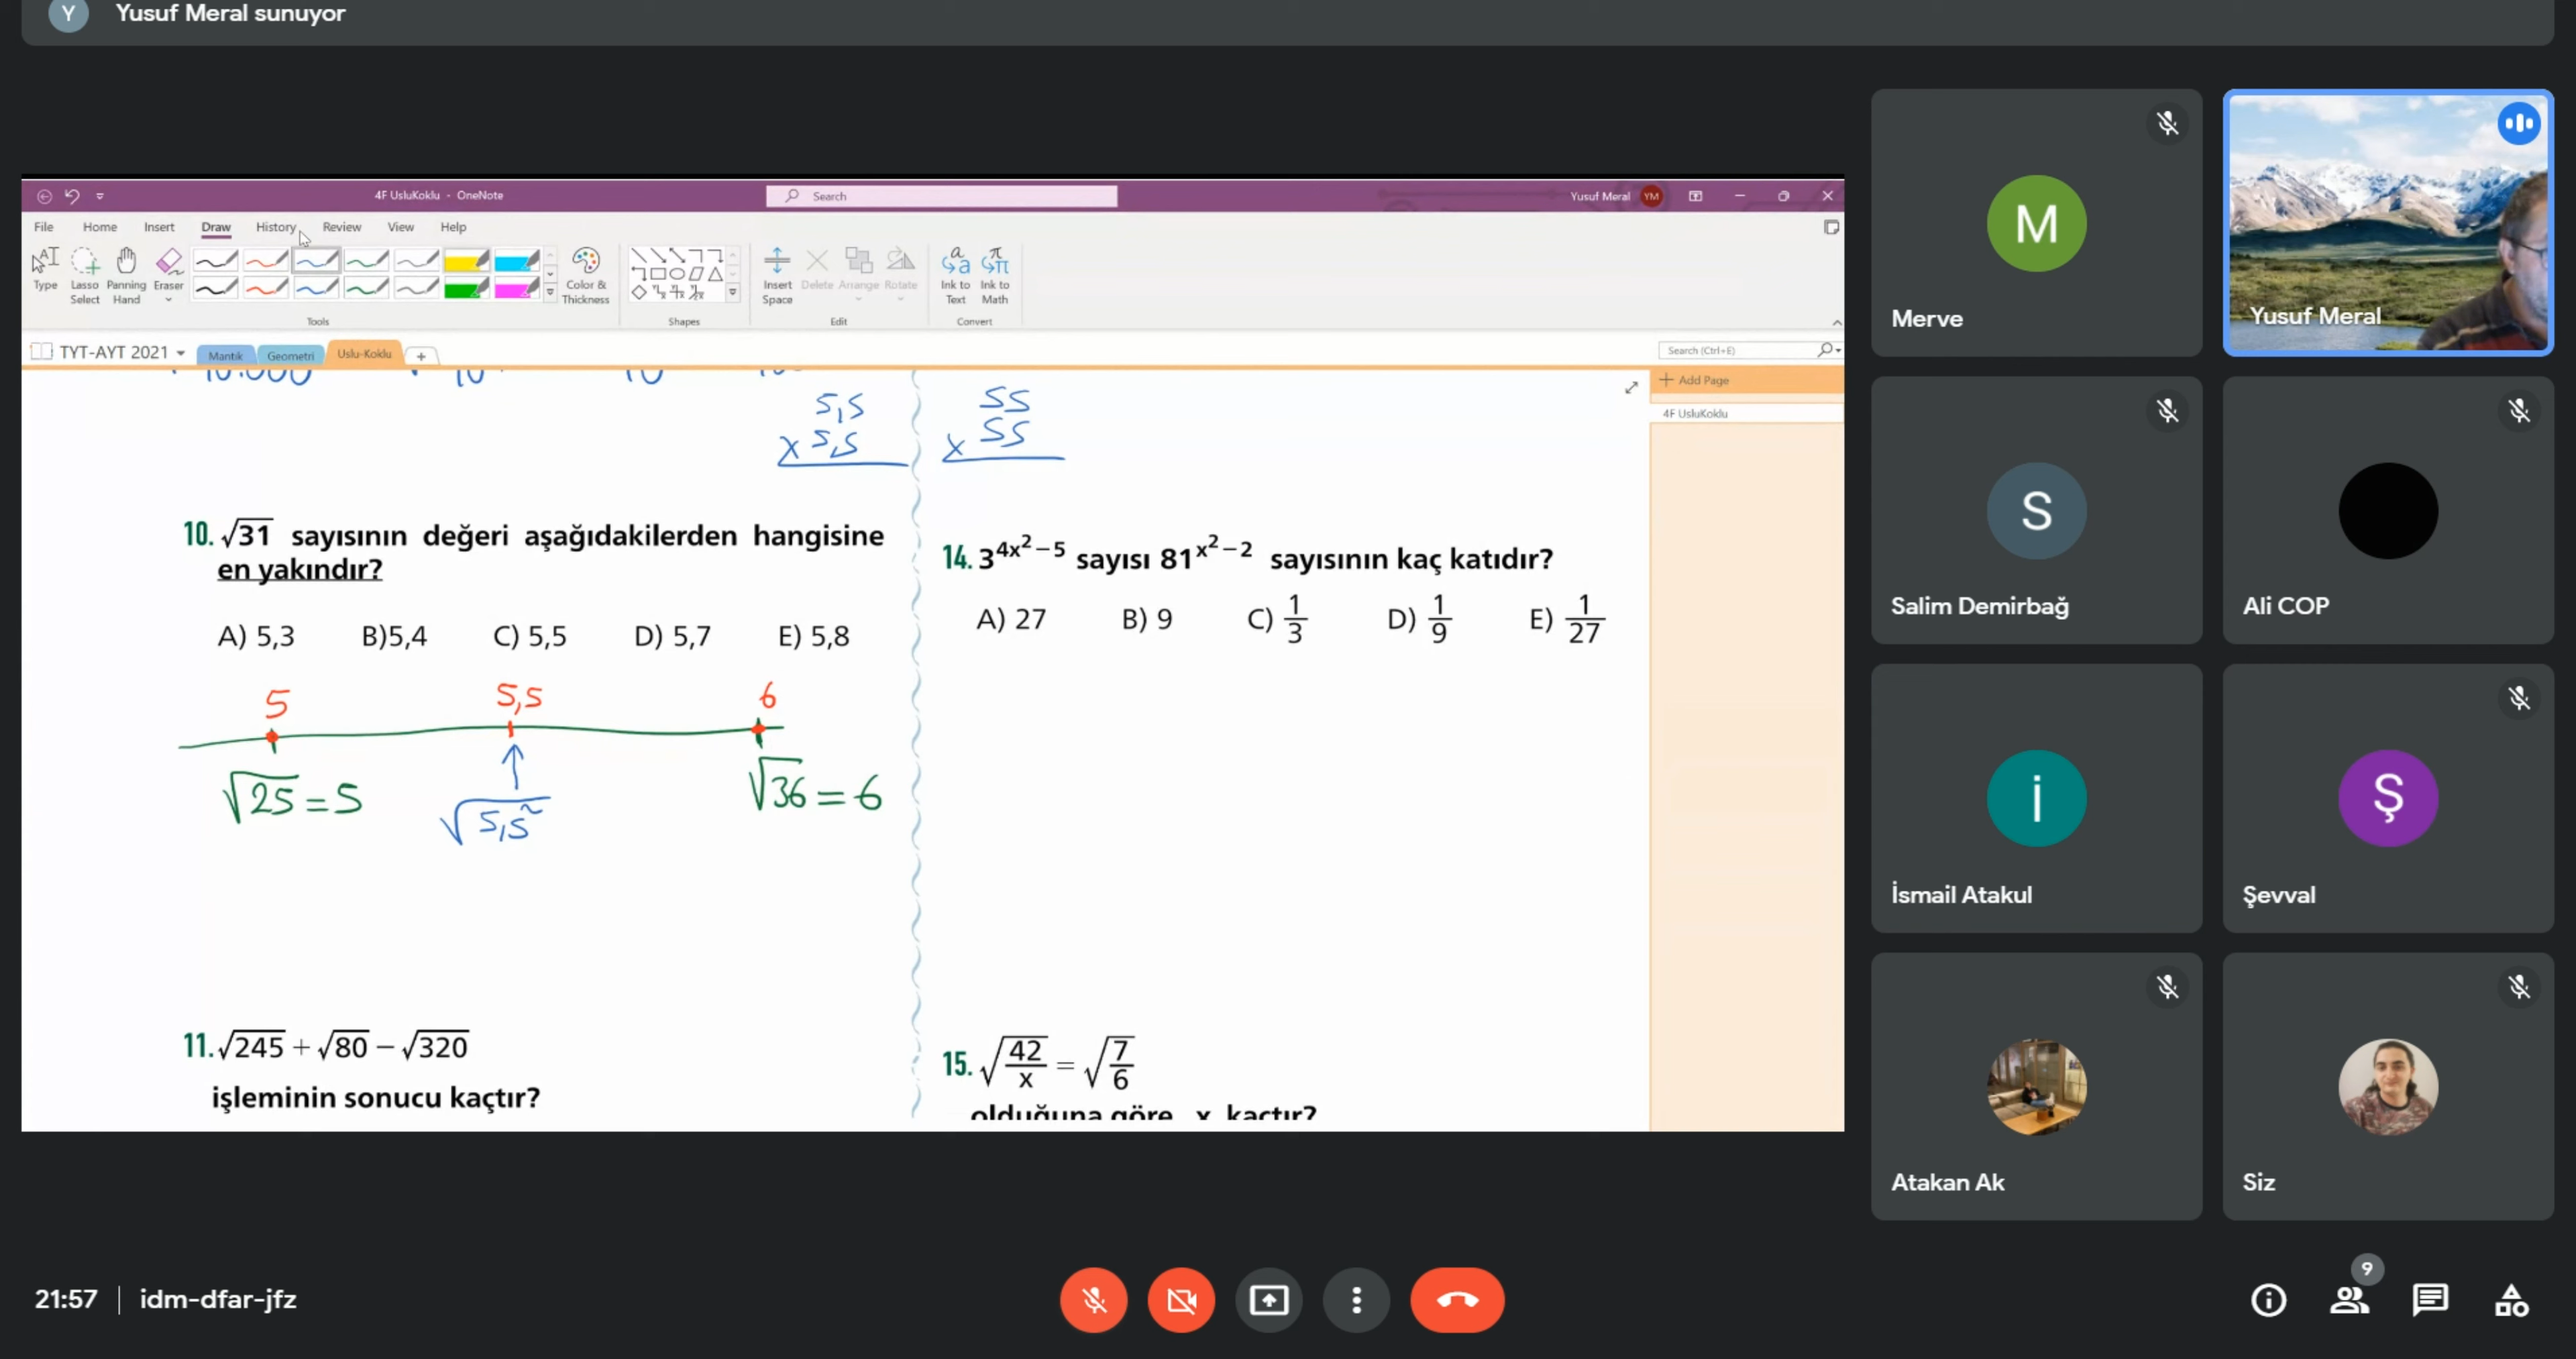 Y Yusuf Meral sunuyor
4F UsluKoklu - OneNote
Search
Yusuf Meral YM
File Home Insert Draw History Review View Help
Type Lasso Select Panning Hand Eraser
Color & Thickness
Insert Space Delete Arrange Rotate
Ink to Text Ink to Math
Tools Shapes Edit Convert
TYT-AYT 2021 Mantik Geometri Uslu-Koklu +
Search (Ctrl+E)
Add Page
4F UsluKoklu
5,5
x 5,5
55
x 55
10. √31 sayısının değeri aşağıdakilerden hangisine
en yakındır?
A) 5,3 B)5,4 C) 5,5 D) 5,7 E) 5,8
5 5,5 6
√25 = 5
√5,5²
√36 = 6
11. √245 + √80 − √320
işleminin sonucu kaçtır?
14. 3^(4x²−5) sayısı 81^(x²−2) sayısının kaç katıdır?
A) 27 B) 9 C) 1/3 D) 1/9 E) 1/27
15. √(42/x) = √(7/6)
olduğuna göre x kaçtır?
M
Merve
Yusuf Meral
S
Salim Demirbağ
Ali COP
i
İsmail Atakul
Ş
Şevval
Atakan Ak
Siz
21:57 | idm-dfar-jfz
9